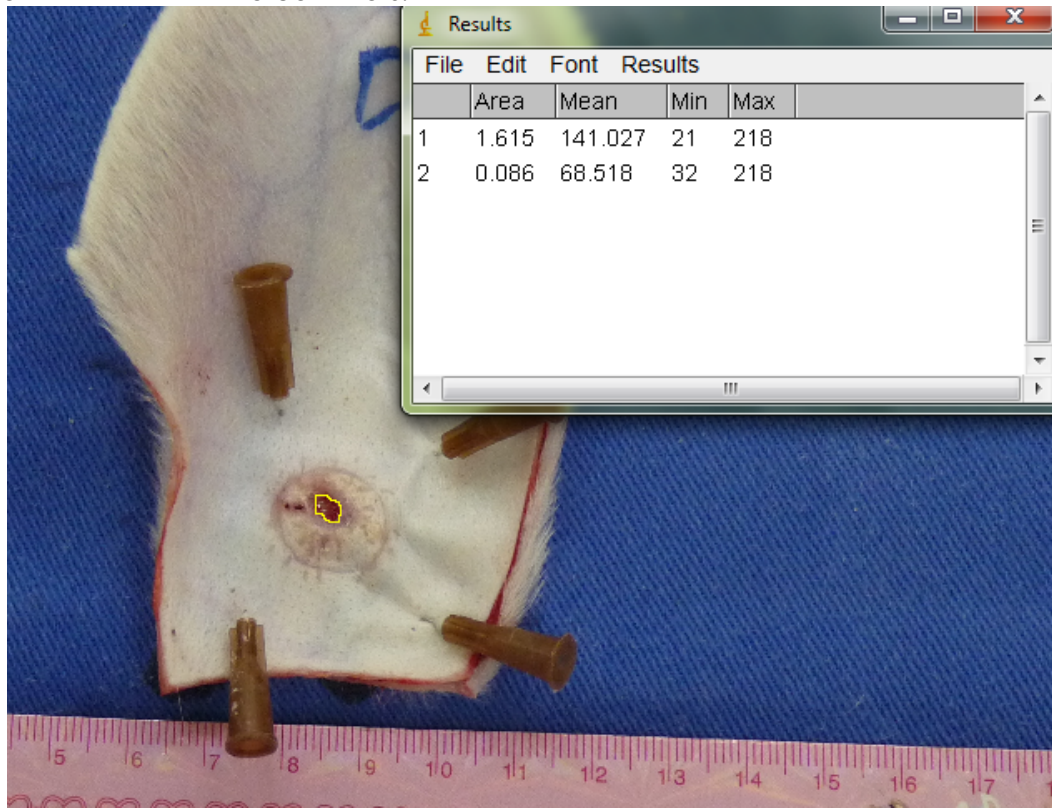 Results
File Edit Font Results
Area Mean Min Max
1 1.615 141.027 21 218
2 0.086 68.518 32 218
5 6 7 8 9 10 11 12 13 14 15 16 17